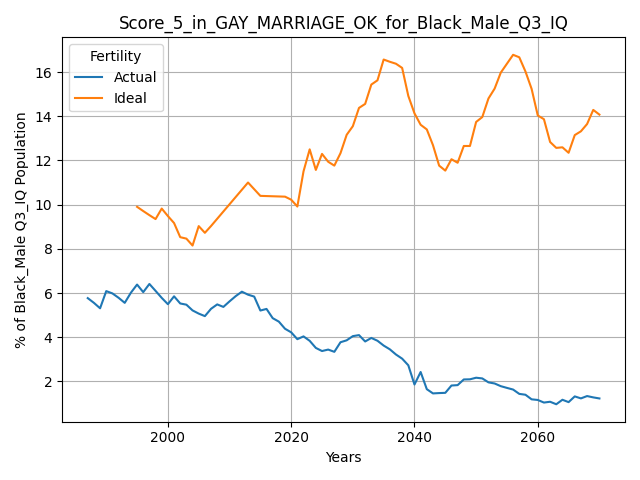 Score_5_in_GAY_MARRIAGE_OK_for_Black_Male_Q3_IQ
Fertility
Actual
Ideal
% of Black_Male Q3_IQ Population
16
14
12
10
8
6
4
2
2000
2020
2040
2060
Years